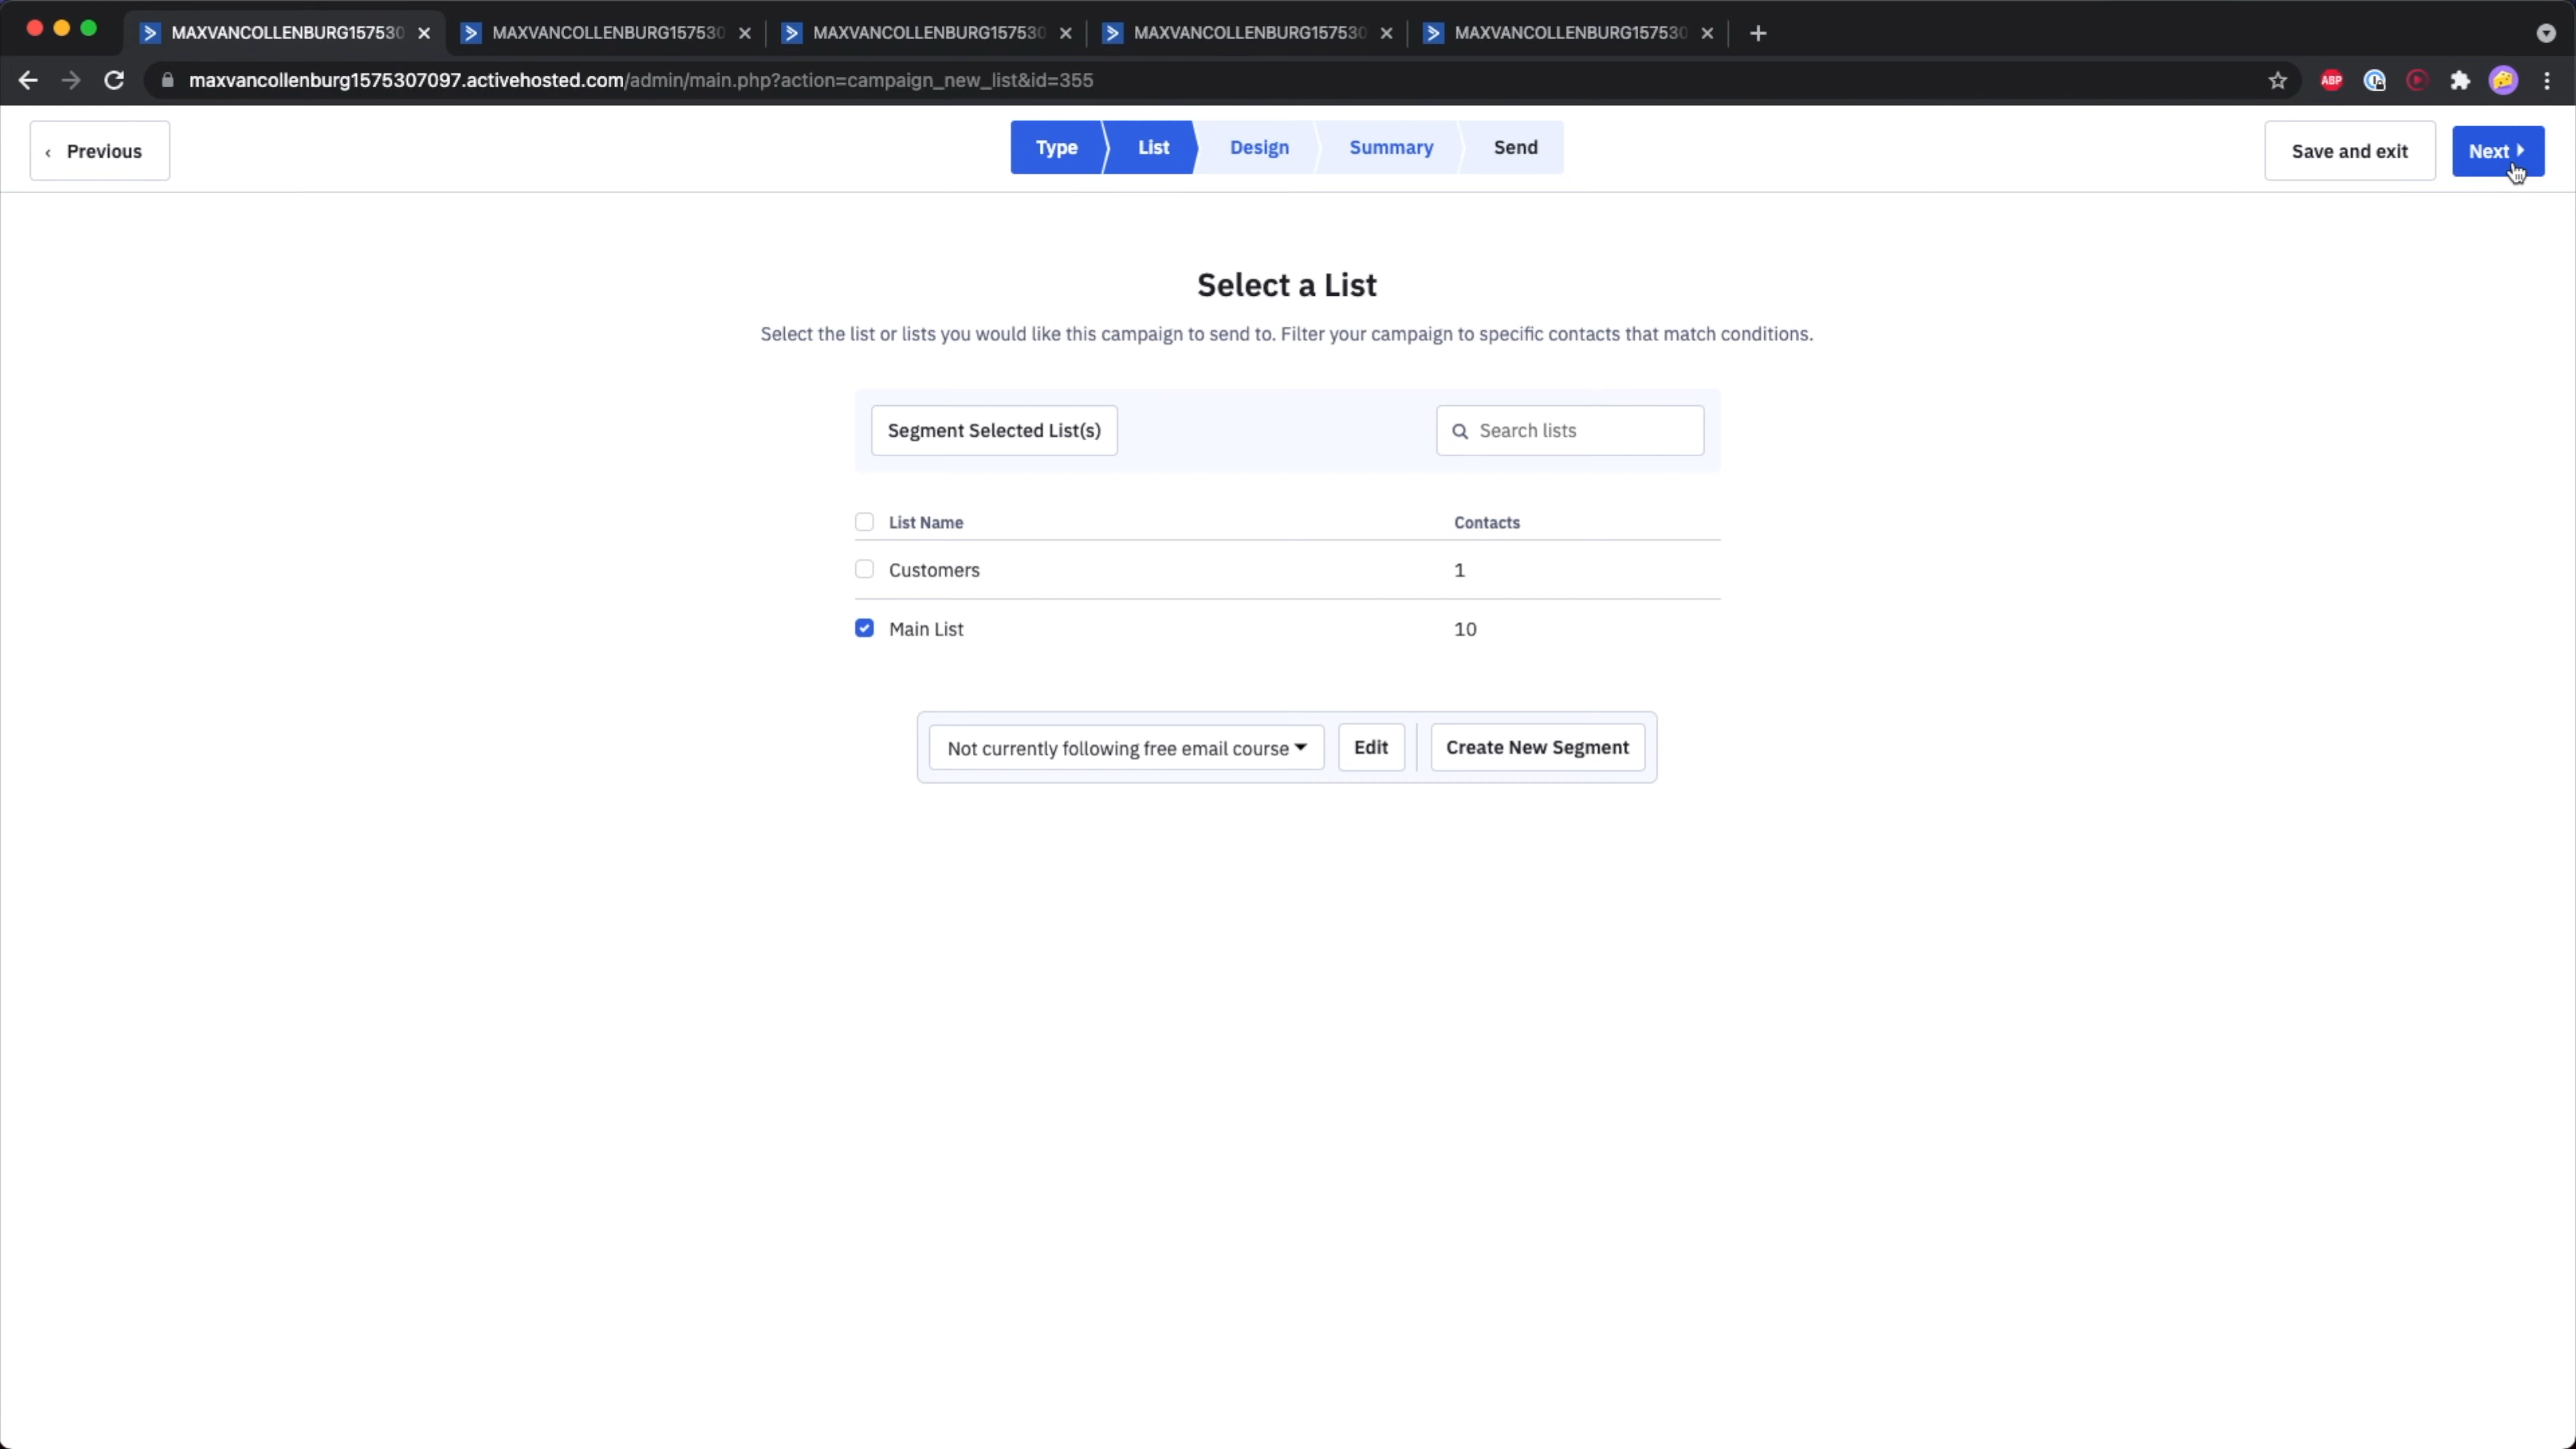 MAXVANCOLLENBURG157530 MAXVANCOLLENBURG157530 MAXVANCOLLENBURG157530 MAXVANCOLLENBURG157530 MAXVANCOLLENBURG157530
maxvancollenburg1575307097.activehosted.com/admin/main.php?action=campaign_new_list&id=355 ABP
Previous Type List Design Summary Send Save and exit Next
Select a List
Select the list or lists you would like this campaign to send to. Filter your campaign to specific contacts that match conditions.
Segment Selected List(s) Search lists
List Name Contacts
Customers 1
Main List 10
Not currently following free email course Edit Create New Segment